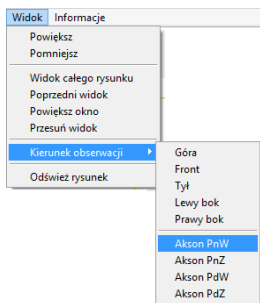 Widok Informacje
Powiększ
Pomniejsz
Widok całego rysunku
Poprzedni widok
Powiększ okno
Przesuń widok
Kierunek obserwacji
Odśwież rysunek
Góra
Front
Tył
Lewy bok
Prawy bok
Akson PnW
Akson PnZ
Akson PdW
Akson PdZ